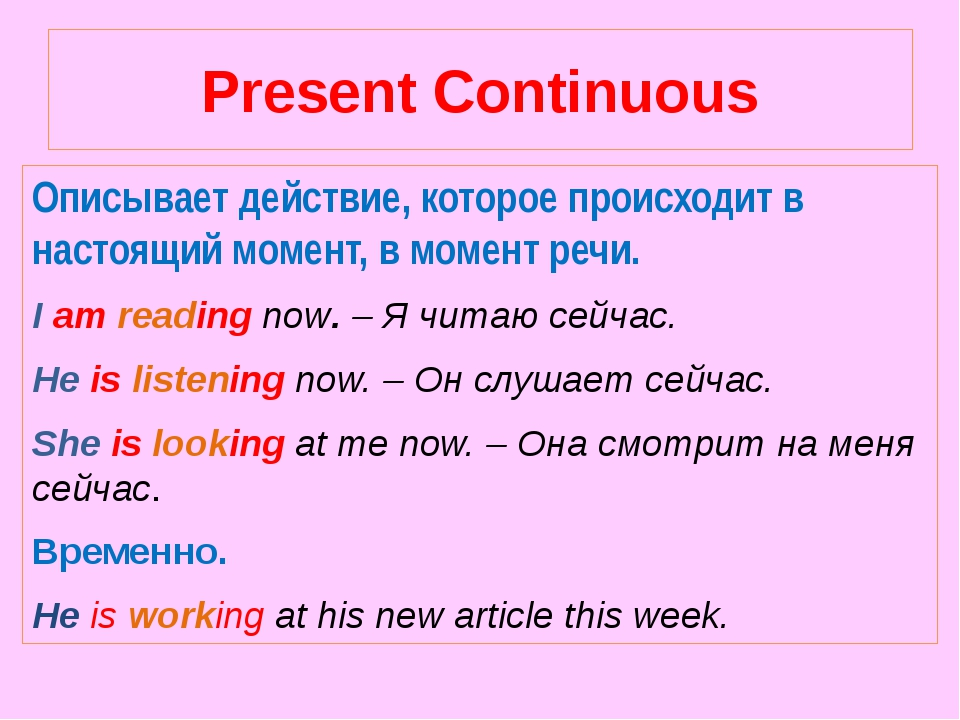 Present Continuous
Описывает действие, которое происходит в
настоящий момент, в момент речи.
I am reading now. – Я читаю сейчас.
He is listening now. – Он слушает сейчас.
She is looking at me now. – Она смотрит на меня
сейчас.
Временно.
He is working at his new article this week.